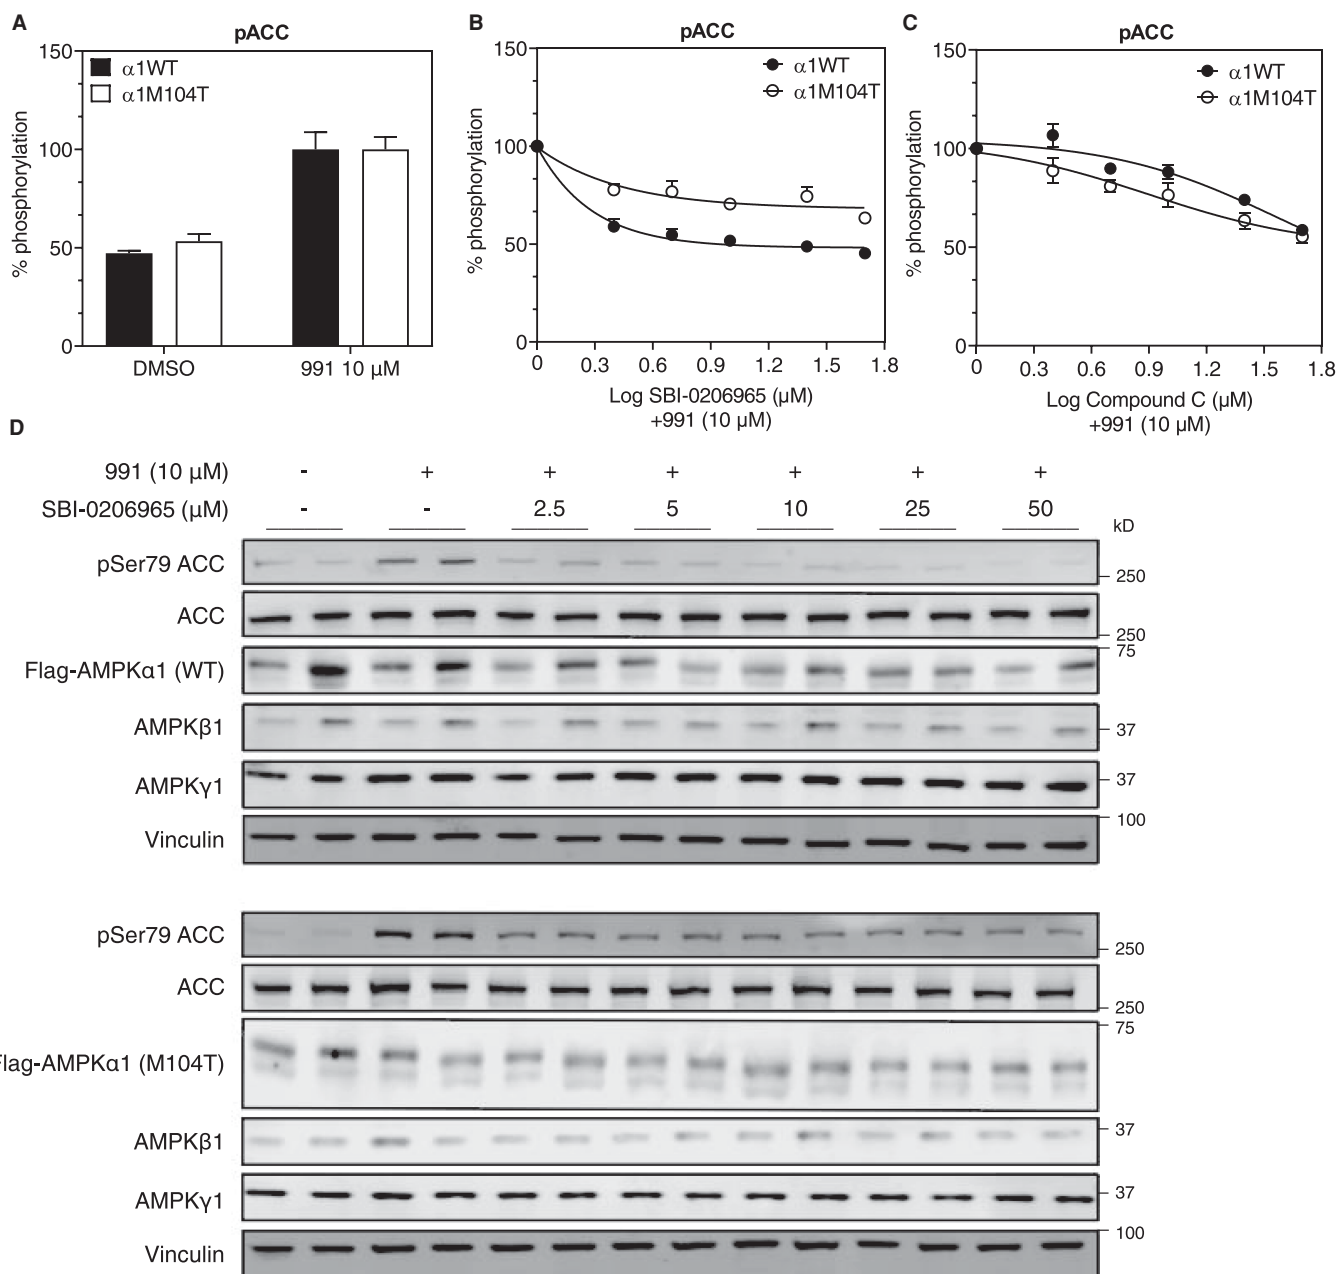 A
pACC
150
100
50
0
% phosphorylation
α1WT
α1M104T
DMSO
991 10 µM
B
pACC
150
100
50
0
% phosphorylation
α1WT
α1M104T
0 0.3 0.6 0.9 1.2 1.5 1.8
Log SBI-0206965 (µM)
+991 (10 µM)
C
pACC
150
100
50
0
% phosphorylation
α1WT
α1M104T
0 0.3 0.6 0.9 1.2 1.5 1.8
Log Compound C (µM)
+991 (10 µM)
D
991 (10 µM) - + + + + + +
SBI-0206965 (µM) - - 2.5 5 10 25 50
kD
pSer79 ACC
250
ACC
250
Flag-AMPKα1 (WT)
75
AMPKβ1
37
AMPKγ1
37
Vinculin
100
pSer79 ACC
250
ACC
250
Flag-AMPKα1 (M104T)
75
AMPKβ1
37
AMPKγ1
37
Vinculin
100